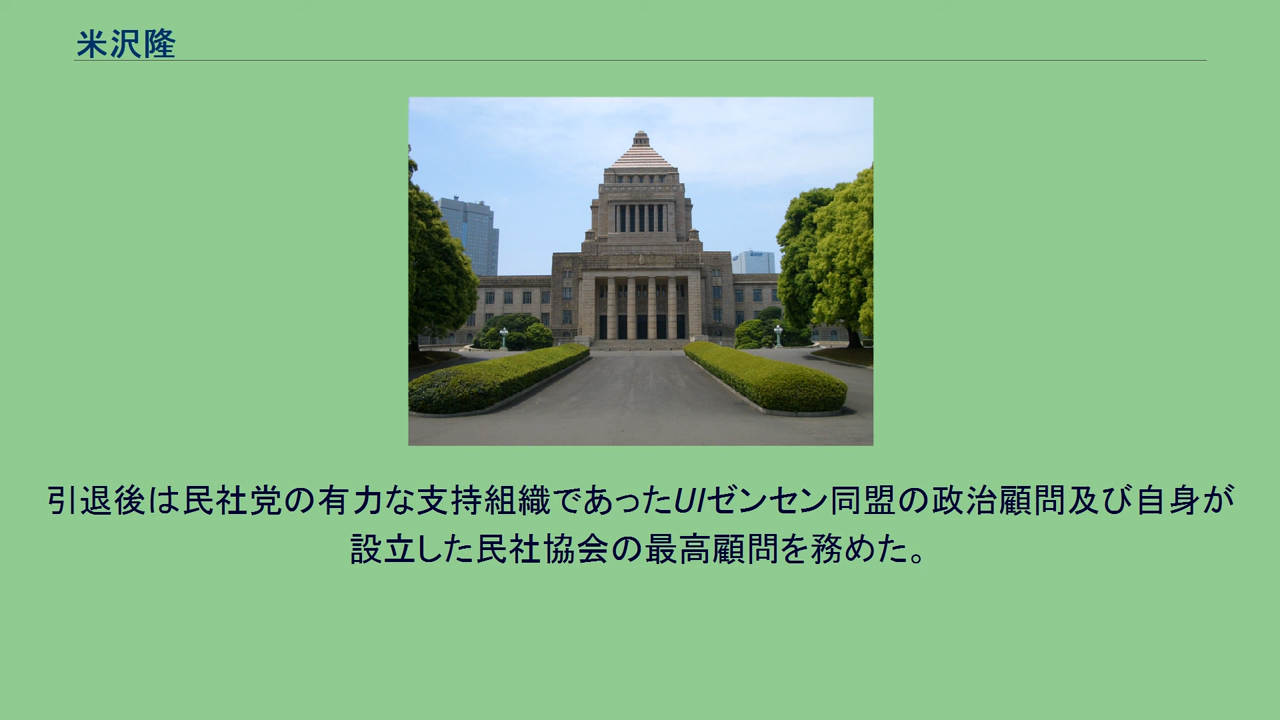 米沢隆
引退後は民社党の有力な支持組織であったUIゼンセン同盟の政治顧問及び自身が
設立した民社協会の最高顧問を務めた。